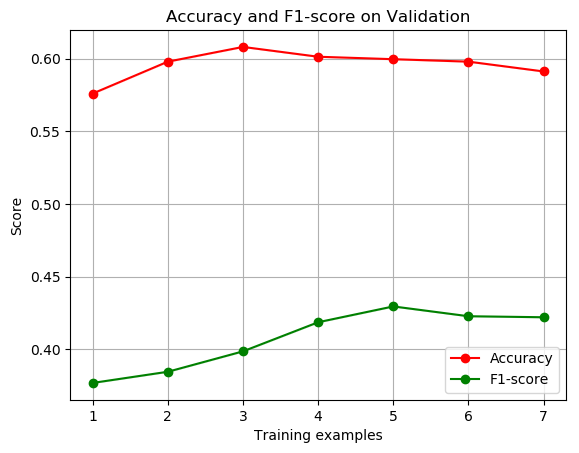 Accuracy and F1-score on Validation
0.60
0.55
0.50
0.45
0.40
Score
1 2 3 4 5 6 7
Training examples
Accuracy
F1-score